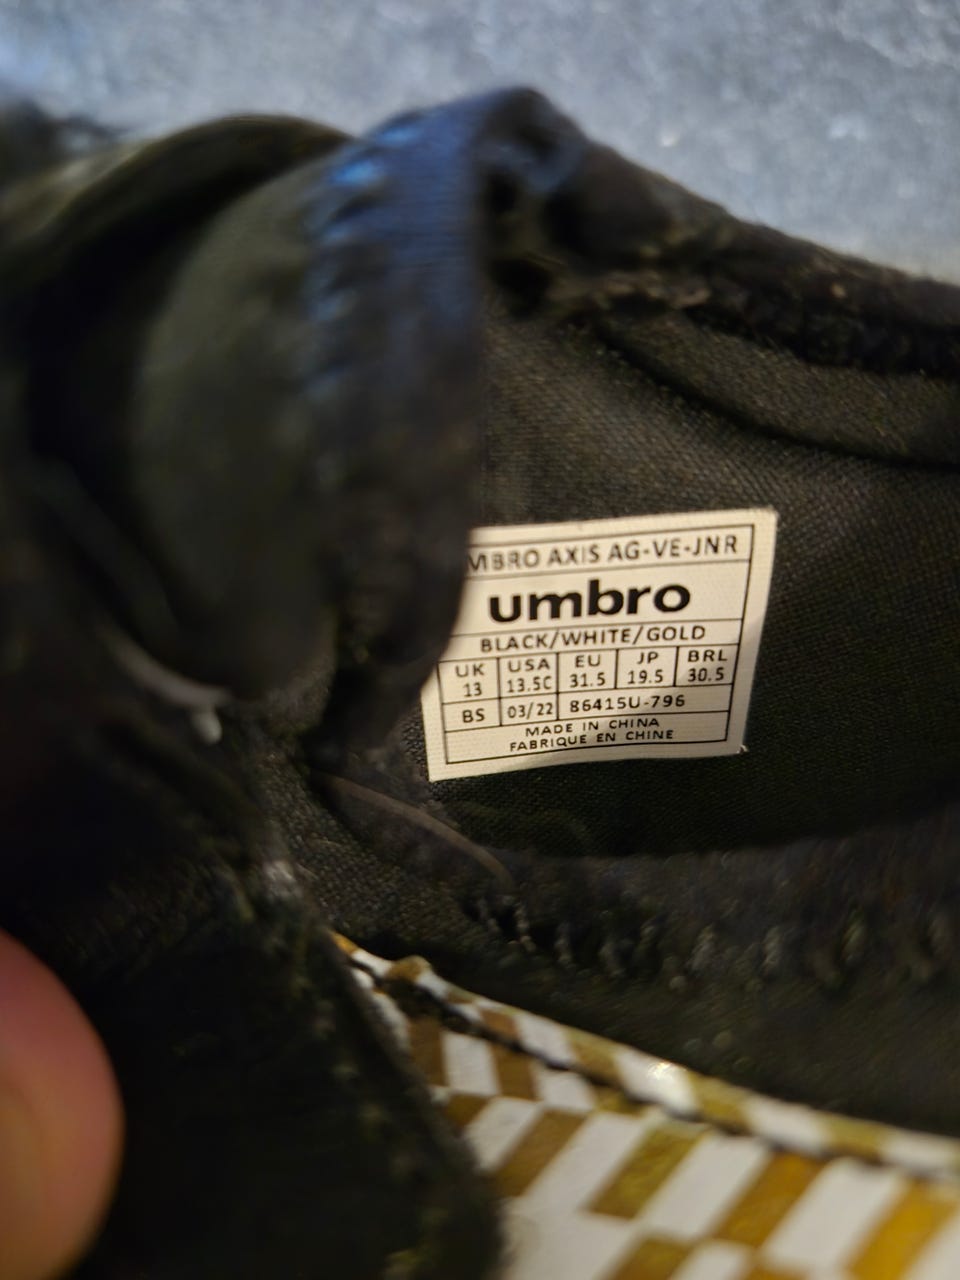 MBRO AXIS AG-VE-JNR
umbro
BLACK/WHITE/GOLD
UK USA EU JP BRL
13 13.5C 31.5 19.5 30.5
BS 03/22 86415U-796
MADE IN CHINA
FABRIQUE EN CHINE